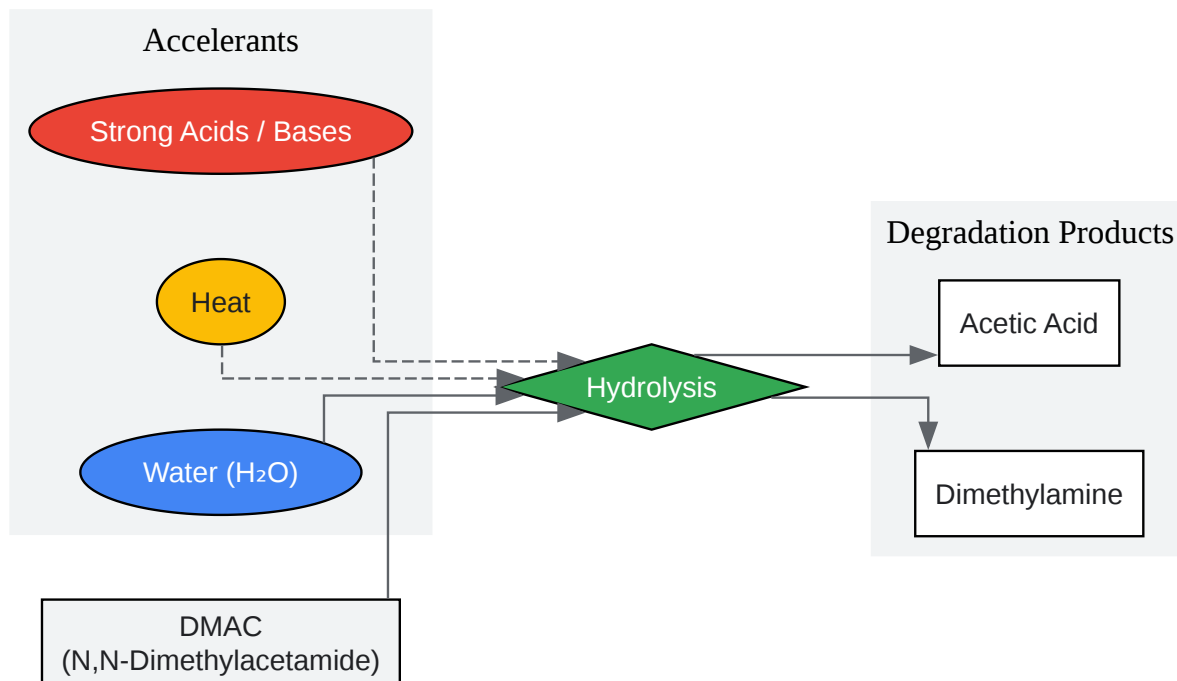 Accelerants
Strong Acids / Bases
Heat
Water (H₂O)
DMAC
(N,N-Dimethylacetamide)
Hydrolysis
Degradation Products
Acetic Acid
Dimethylamine